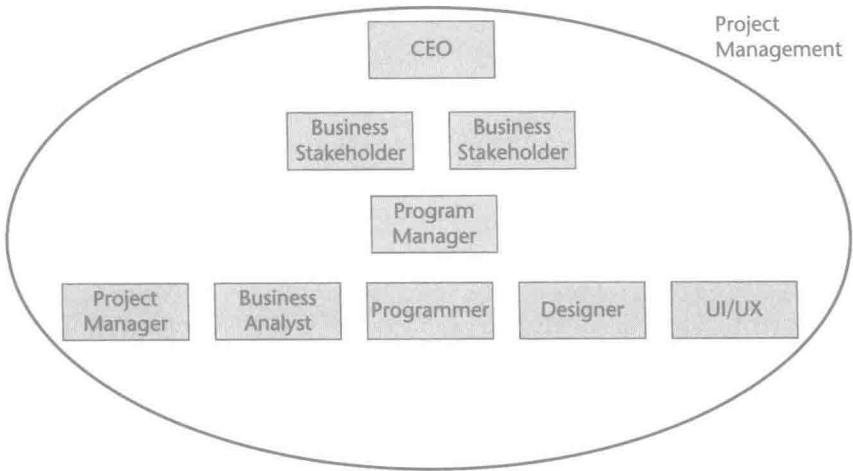 CEO
Project
Management
Business
Stakeholder
Business
Stakeholder
Program
Manager
Project
Manager
Business
Analyst
Programmer
Designer
UI/UX